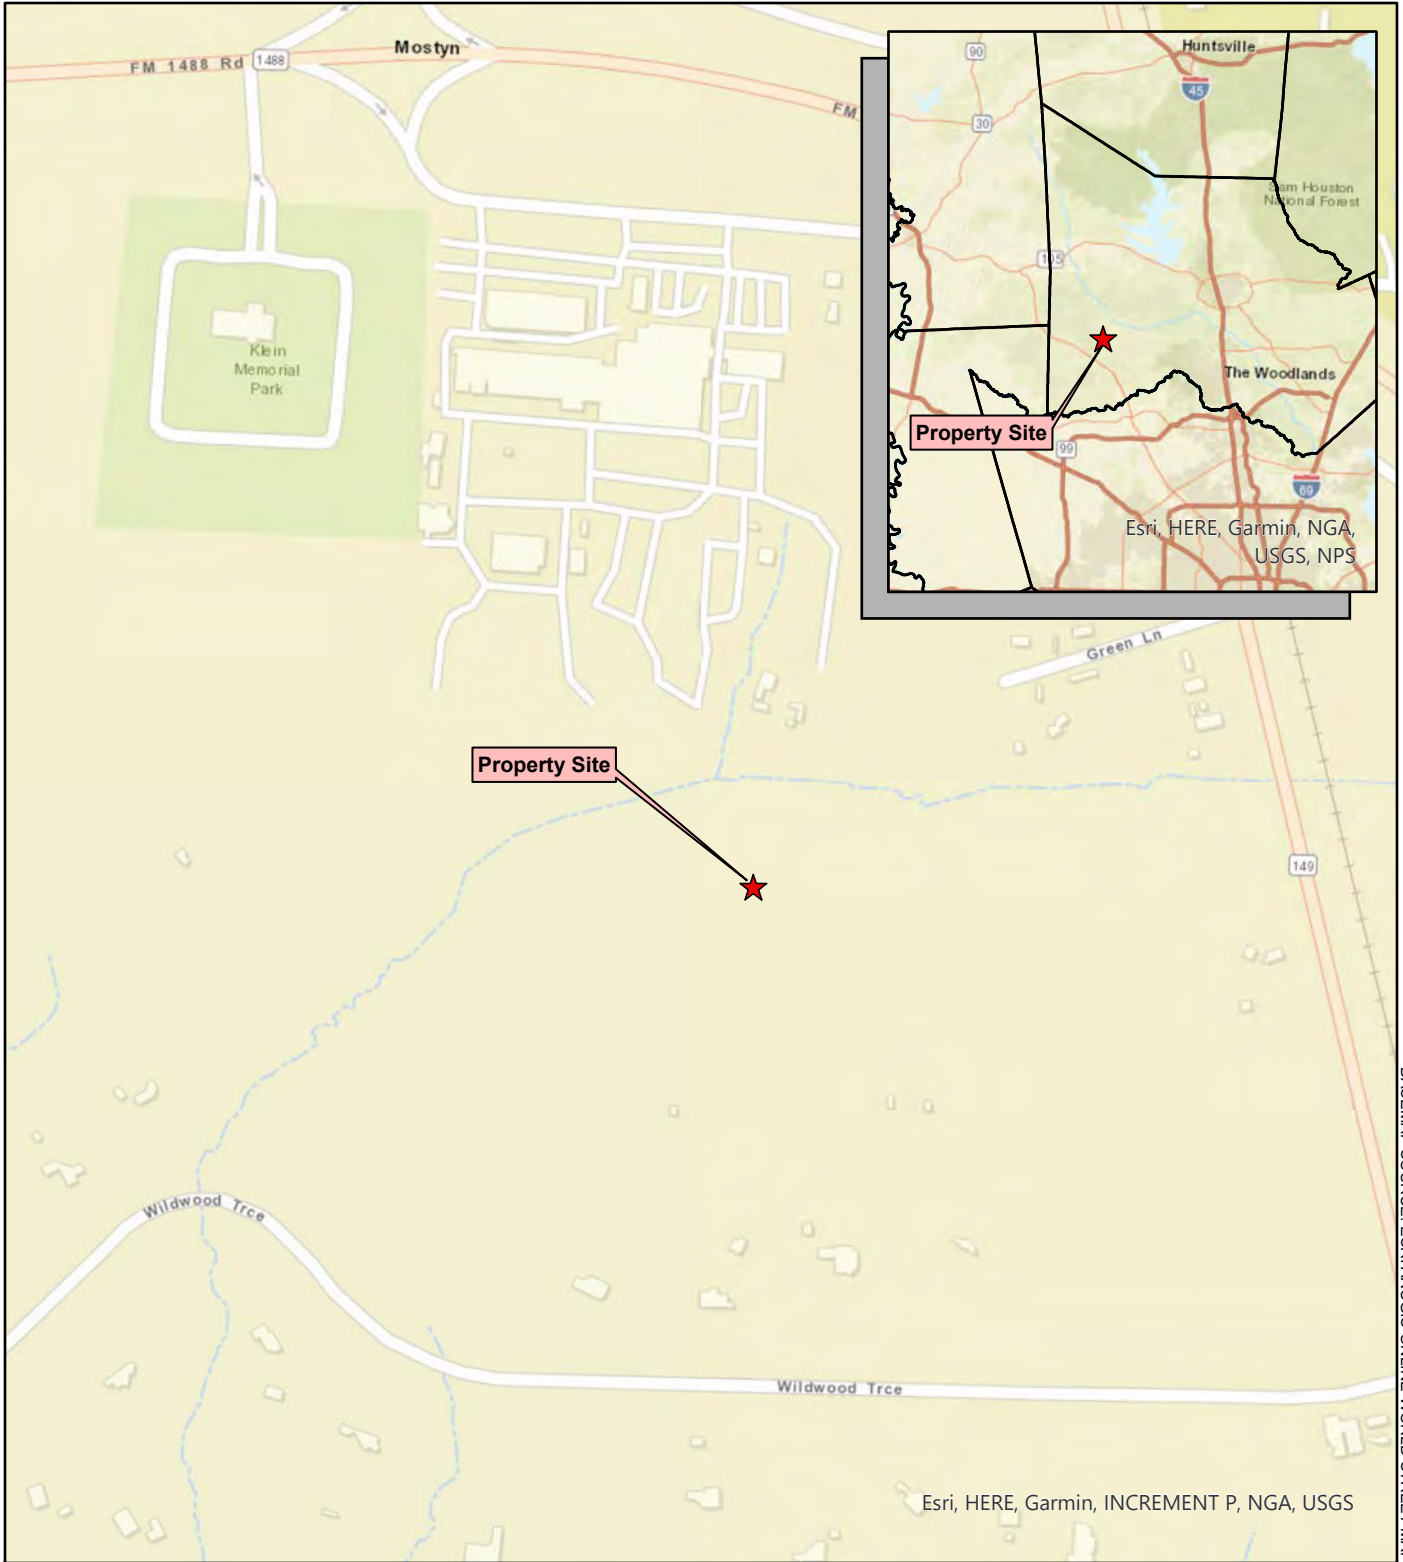 FM 1488 Rd
1488
Mostyn
FM
90
Huntsville
45
30
Sam Houston
National Forest
105
The Woodlands
Property Site
99
69
Esri, HERE, Garmin, NGA,
USGS, NPS
Klein
Memorial
Park
Green Ln
Property Site
149
Wildwood Trce
Wildwood Trce
Esri, HERE, Garmin, INCREMENT P, NGA, USGS